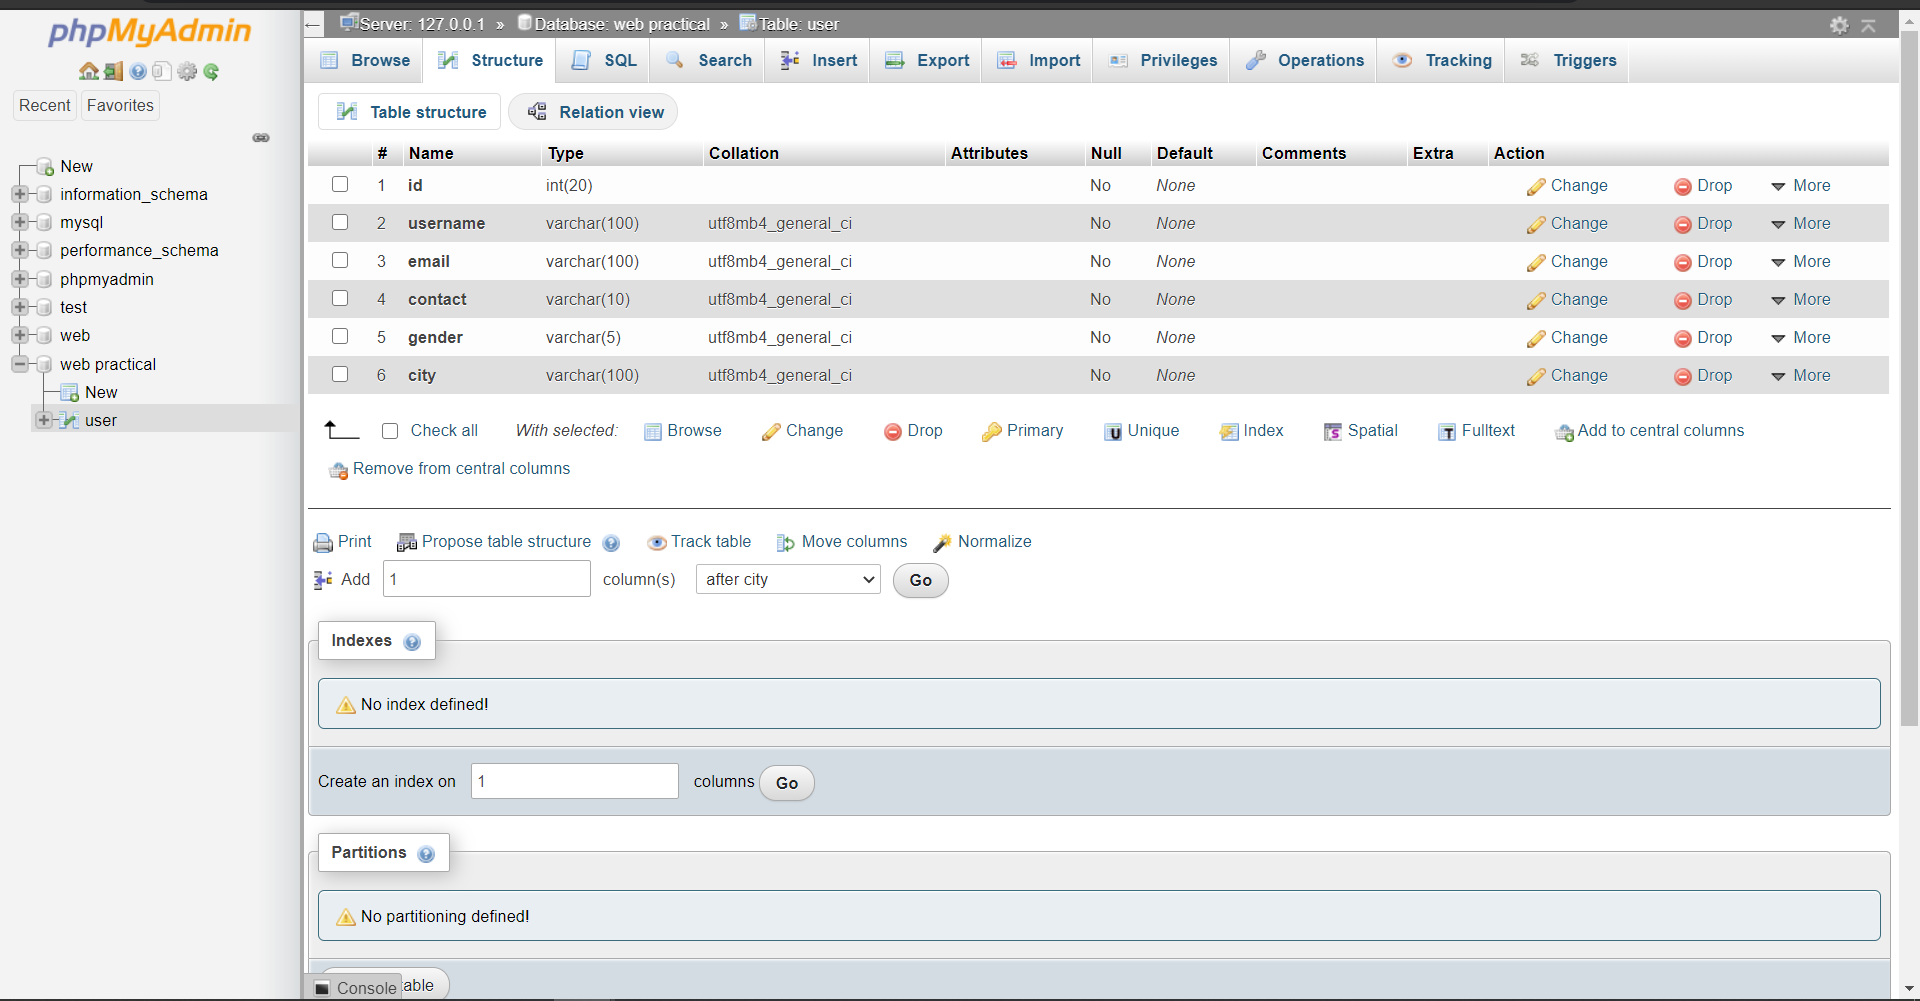 phpMyAdmin
Recent Favorites
New
information_schema
mysql
performance_schema
phpmyadmin
test
web
web practical
New
user
Server: 127.0.0.1 » Database: web practical » Table: user
Browse Structure SQL Search Insert Export Import Privileges Operations Tracking Triggers
Table structure Relation view
# Name Type Collation Attributes Null Default Comments Extra Action
1 id int(20) No None Change Drop More
2 username varchar(100) utf8mb4_general_ci No None Change Drop More
3 email varchar(100) utf8mb4_general_ci No None Change Drop More
4 contact varchar(10) utf8mb4_general_ci No None Change Drop More
5 gender varchar(5) utf8mb4_general_ci No None Change Drop More
6 city varchar(100) utf8mb4_general_ci No None Change Drop More
Check all With selected: Browse Change Drop Primary Unique Index Spatial Fulltext Add to central columns
Remove from central columns
Print Propose table structure Track table Move columns Normalize
Add 1 column(s) after city Go
Indexes
No index defined!
Create an index on 1 columns Go
Partitions
No partitioning defined!
Console table